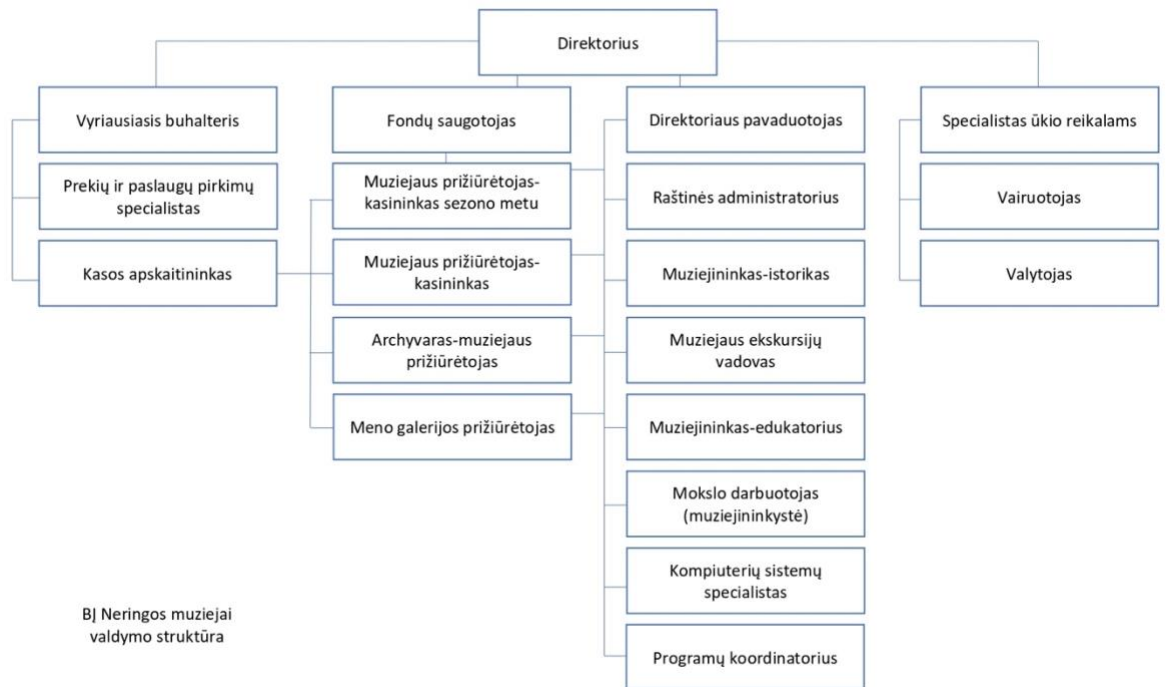 Direktorius
Vyriausiasis buhalteris
Prekių ir paslaugų pirkimų
specialistas
Kasos apskaitininkas
Fondų saugotojas
Muziejaus prižiūrėtojas-
kasininkas sezono metu
Muziejaus prižiūrėtojas-
kasininkas
Archyvaras-muziejaus
prižiūrėtojas
Meno galerijos prižiūrėtojas
Direktoriaus pavaduotojas
Raštinės administratorius
Muziejininkas-istorikas
Muziejaus ekskursijų
vadovas
Muziejininkas-edukatorius
Mokslo darbuotojas
(muziejininkystė)
Kompiuterių sistemų
specialistas
Programų koordinatorius
Specialistas ūkio reikalams
Vairuotojas
Valytojas
BĮ Neringos muziejai
valdymo struktūra